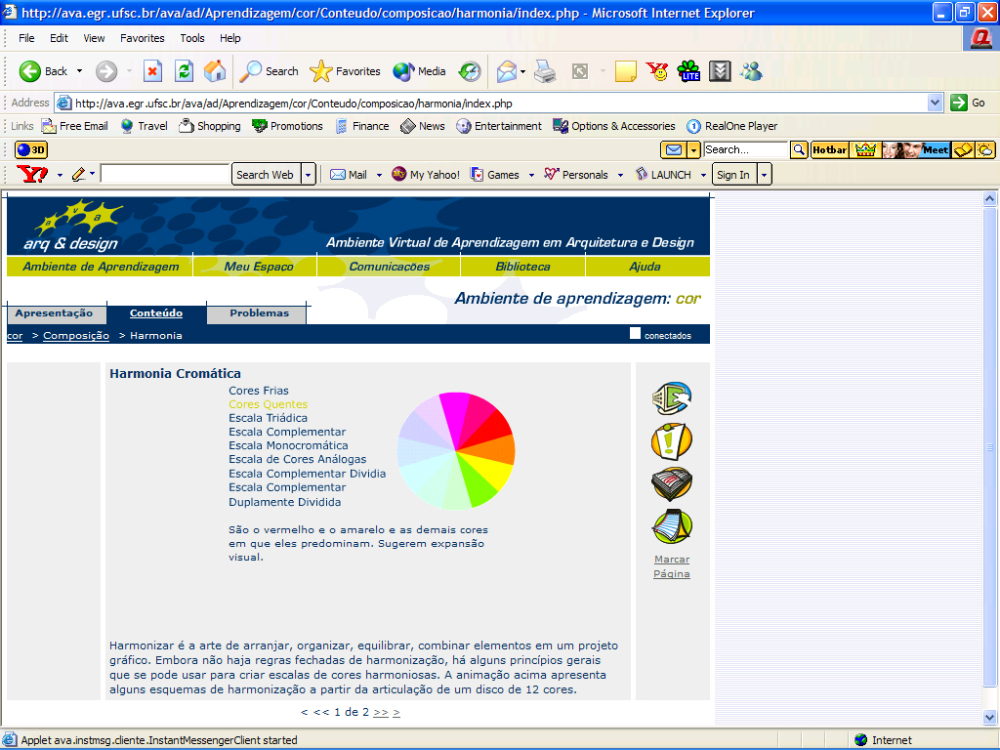 http://ava.egr.ufsc.br/ava/ad/Aprendizagem/cor/Conteudo/composicao/harmonia/index.php - Microsoft Internet Explorer
File Edit View Favorites Tools Help
Back Search Favorites Media LITE
Address http://ava.egr.ufsc.br/ava/ad/Aprendizagem/cor/Conteudo/composicao/harmonia/index.php Go
Links Free Email Travel Shopping Promotions Finance News Entertainment Options & Accessories RealOne Player
3D Search... Hotbar Meet
Y! Search Web Mail My Yahoo! Games Personals LAUNCH Sign In
a v a
arq & design Ambiente Virtual de Aprendizagem em Arquitetura e Design
Ambiente de Aprendizagem Meu Espaço Comunicações Biblioteca Ajuda
Ambiente de aprendizagem: cor
Apresentação Conteúdo Problemas
cor > Composição > Harmonia conectados
Harmonia Cromática
Cores Frias
Cores Quentes
Escala Triádica
Escala Complementar
Escala Monocromática
Escala de Cores Análogas
Escala Complementar Dividia
Escala Complementar
Duplamente Dividida
São o vermelho e o amarelo e as demais cores
em que eles predominam. Sugerem expansão
visual.
Marcar
Página
Harmonizar é a arte de arranjar, organizar, equilibrar, combinar elementos em um projeto
gráfico. Embora não haja regras fechadas de harmonização, há alguns princípios gerais
que se pode usar para criar escalas de cores harmoniosas. A animação acima apresenta
alguns esquemas de harmonização a partir da articulação de um disco de 12 cores.
< << 1 de 2 >> >
Applet ava.instmsg.cliente.InstantMessengerClient started Internet